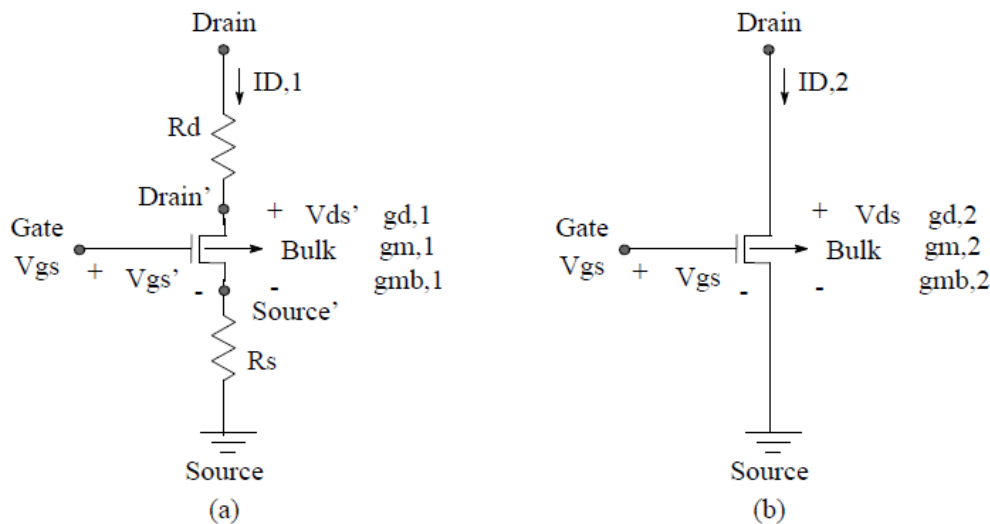 Drain
ID,1
Rd
Drain’
+ Vds’ gd,1
Gate
Bulk gm,1
Vgs + Vgs’ - - gmb,1
Source’
Rs
Source
(a)
Drain
ID,2
+ Vds gd,2
Gate
Bulk gm,2
Vgs + Vgs - - gmb,2
Source
(b)